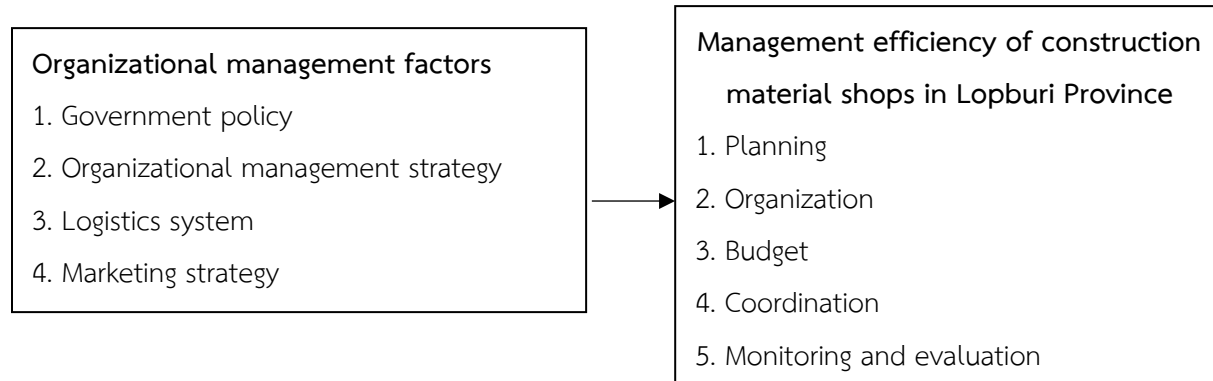 Organizational management factors
1. Government policy
2. Organizational management strategy
3. Logistics system
4. Marketing strategy
Management efficiency of construction
material shops in Lopburi Province
1. Planning
2. Organization
3. Budget
4. Coordination
5. Monitoring and evaluation